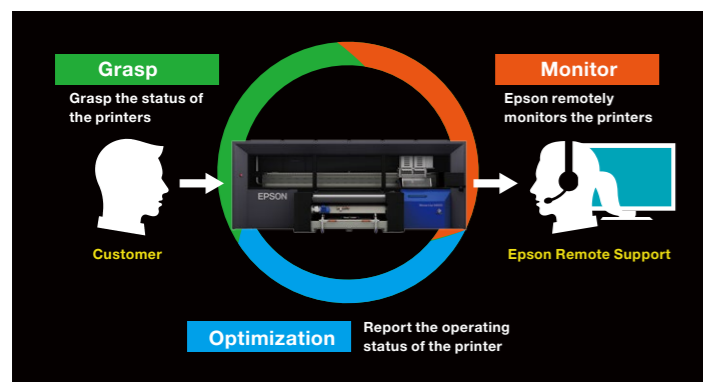 Grasp
Grasp the status of
the printers
Monitor
Epson remotely
monitors the printers
EPSON
Customer
Epson Remote Support
Optimization
Report the operating
status of the printer